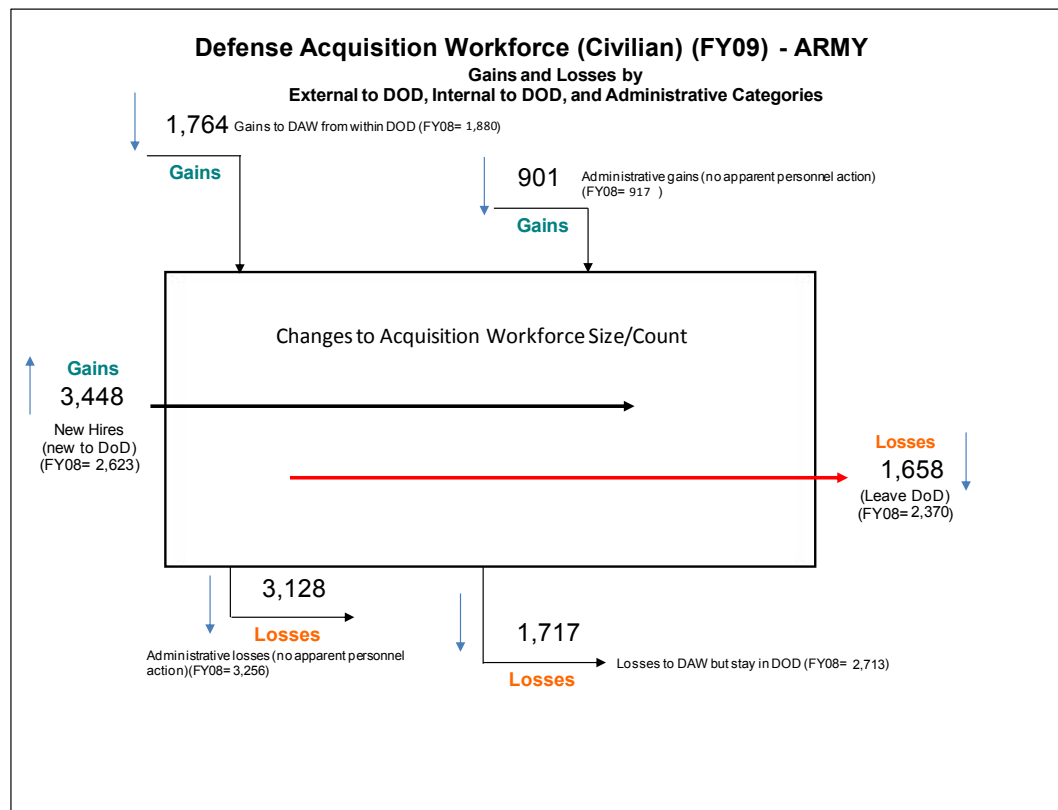 Defense Acquisition Workforce (Civilian) (FY09) - ARMY
Gains and Losses by
External to DOD, Internal to DOD, and Administrative Categories
1,764 Gains to DAW from within DOD (FY08= 1,880)
Gains
901 Administrative gains (no apparent personnel action)
(FY08= 917 )
Gains
Changes to Acquisition Workforce Size/Count
Gains
3,448
New Hires
(new to DoD)
(FY08= 2,623)
Losses
1,658
(Leave DoD)
(FY08= 2,370)
3,128
Losses
Administrative losses (no apparent personnel
action)(FY08= 3,256)
1,717
Losses
Losses to DAW but stay in DOD (FY08= 2,713)